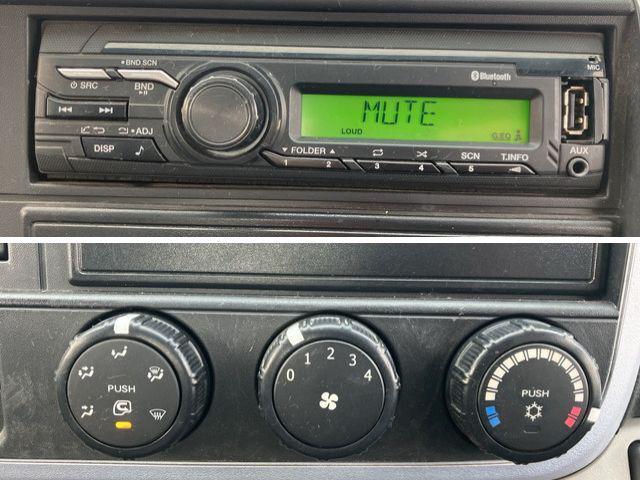 BND SCN
SRC BND
DISP ADJ
Bluetooth
MIC
MUTE
LOUD G.EQ
FOLDER SCN T.INFO
1 2 3 4 5
AUX
PUSH
0 1 2 3 4
PUSH